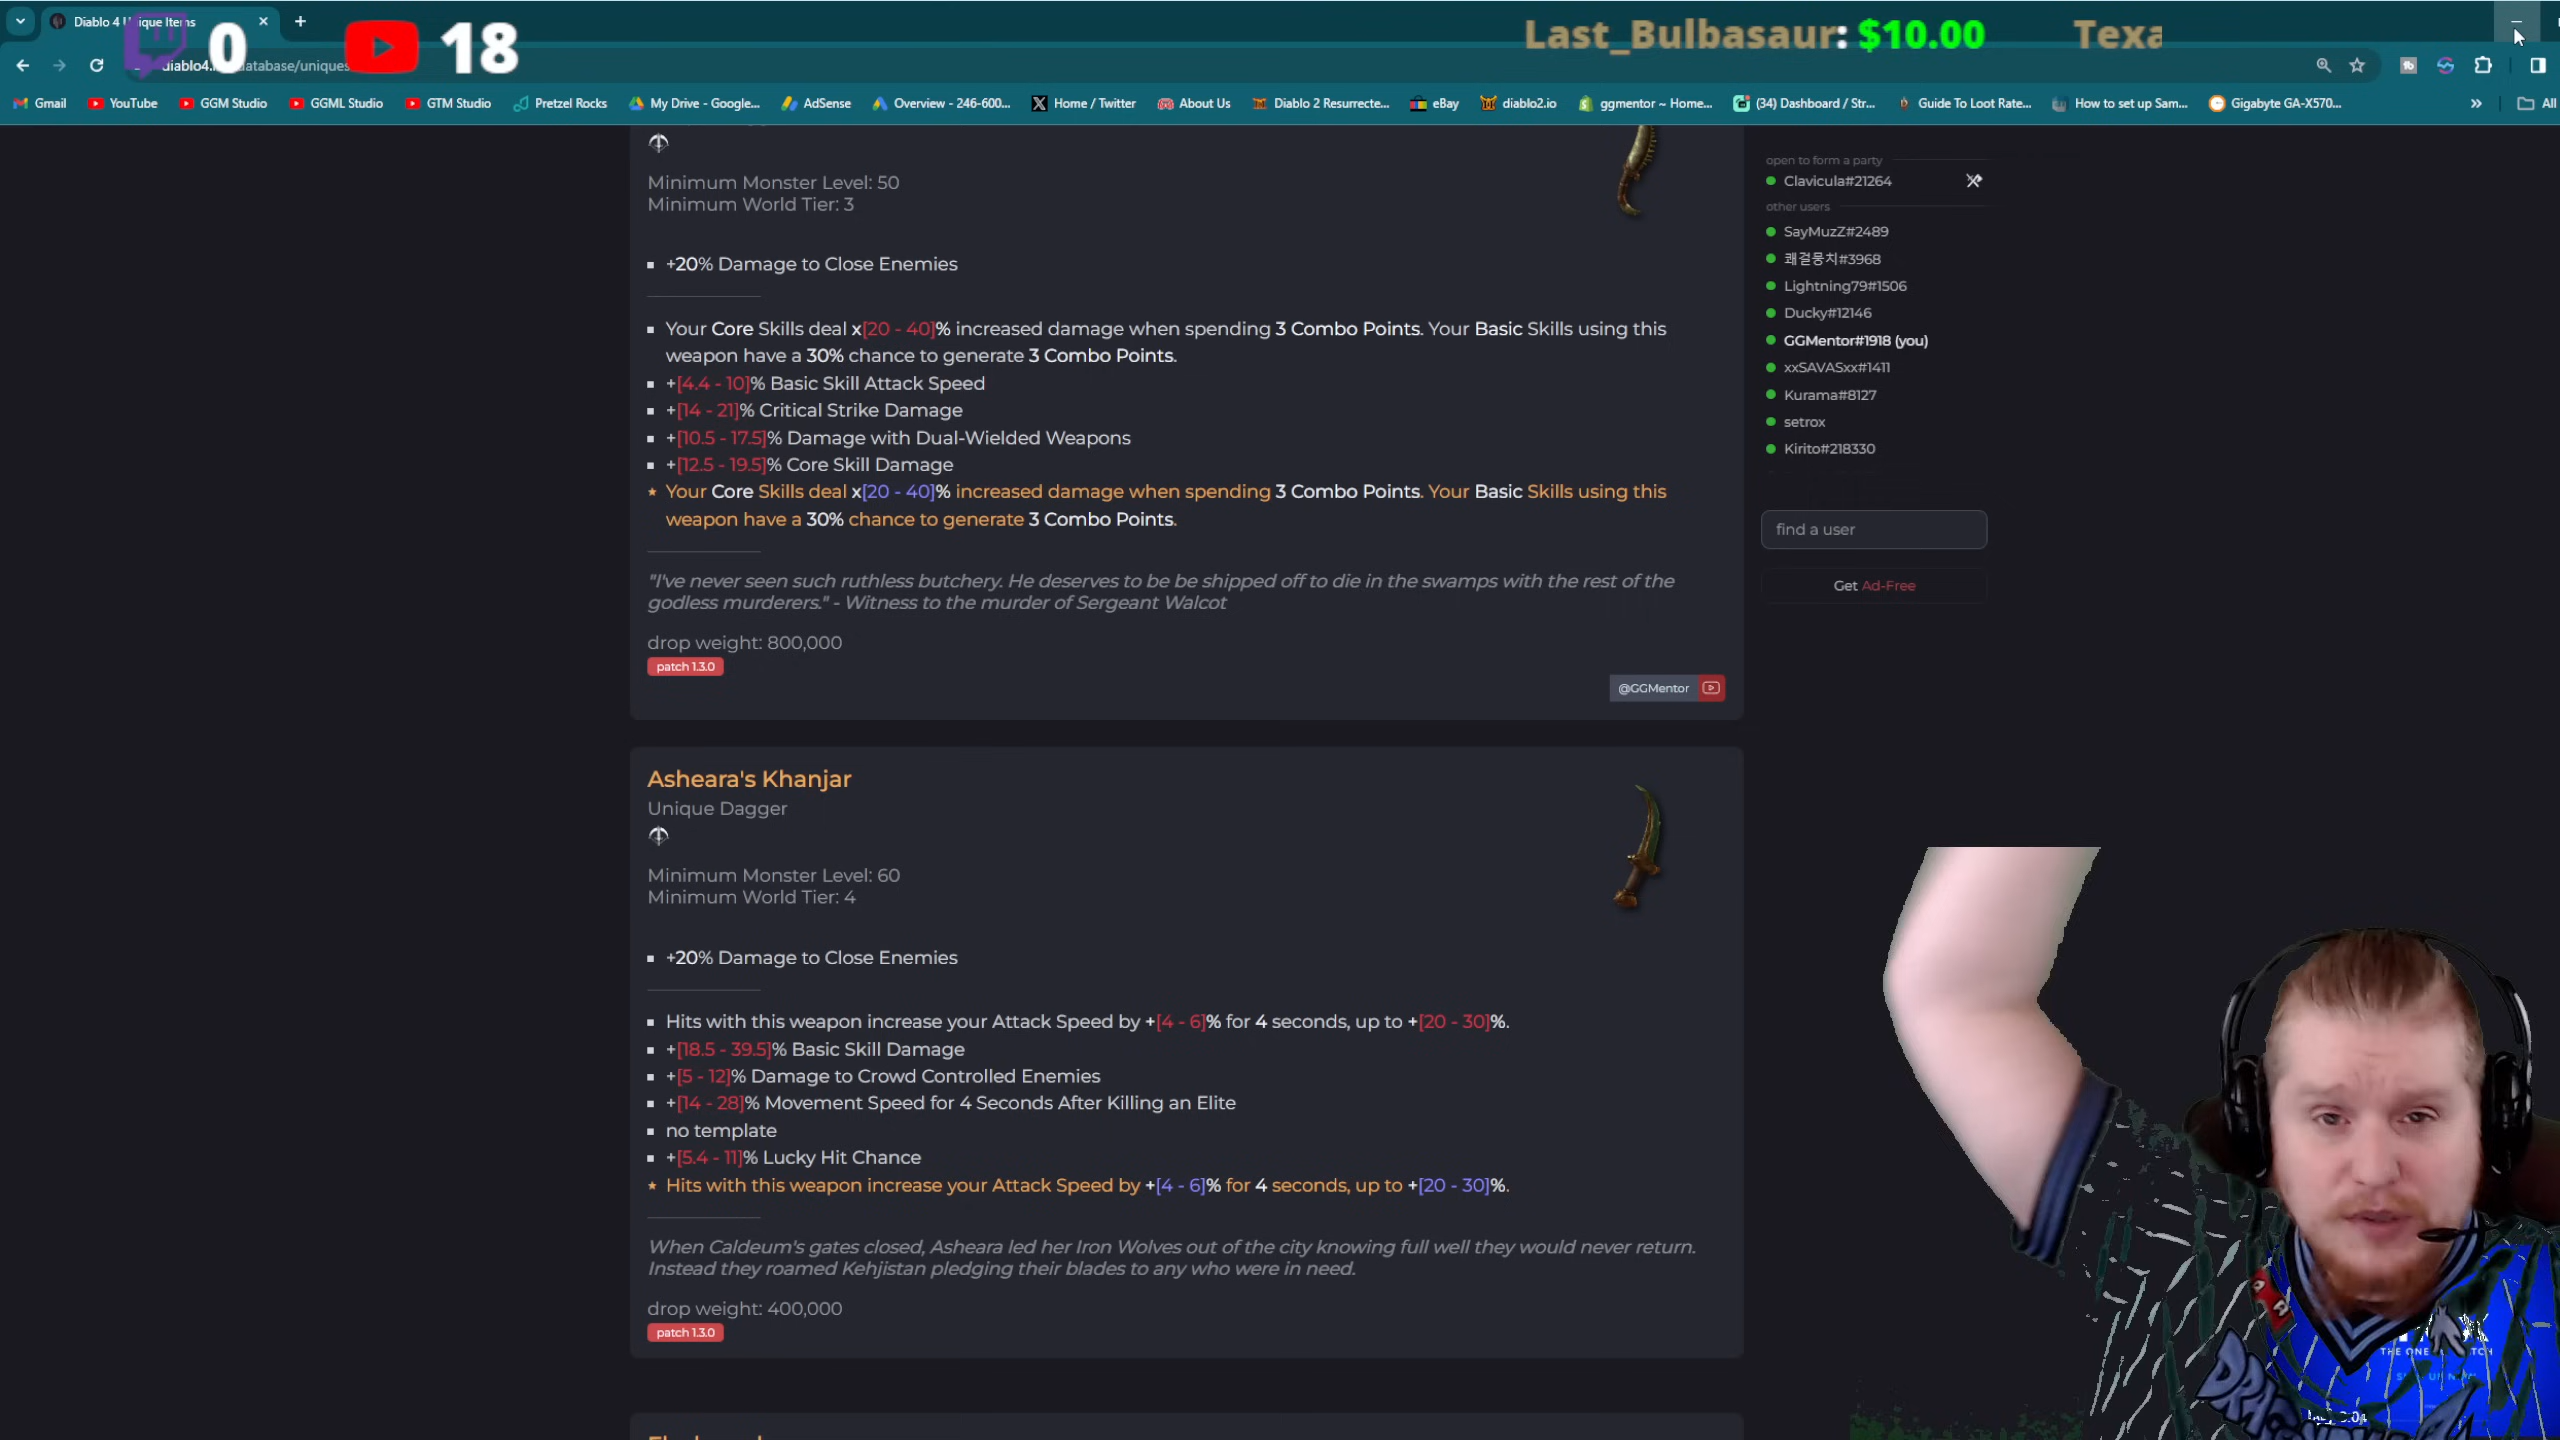 Diablo 4 Unique Items
0
18
Last_Bulbasaur: $10.00 Texa
diablo4.
database/uniques
Gmail YouTube GGM Studio GGML Studio GTM Studio Pretzel Rocks My Drive - Google... AdSense Overview - 246-600... Home / Twitter About Us Diablo 2 Resurrecte... eBay diablo2.io ggmentor ~ Home... (34) Dashboard / Str... Guide To Loot Rate... How to set up Sam... Gigabyte GA-X570... » All
Minimum Monster Level: 50
Minimum World Tier: 3
+20% Damage to Close Enemies
Your Core Skills deal x[20 - 40]% increased damage when spending 3 Combo Points. Your Basic Skills using this
weapon have a 30% chance to generate 3 Combo Points.
+[4.4 - 10]% Basic Skill Attack Speed
+[14 - 21]% Critical Strike Damage
+[10.5 - 17.5]% Damage with Dual-Wielded Weapons
+[12.5 - 19.5]% Core Skill Damage
Your Core Skills deal x[20 - 40]% increased damage when spending 3 Combo Points. Your Basic Skills using this
weapon have a 30% chance to generate 3 Combo Points.
"I've never seen such ruthless butchery. He deserves to be be shipped off to die in the swamps with the rest of the
godless murderers." - Witness to the murder of Sergeant Walcot
drop weight: 800,000
patch 1.3.0
@GGMentor
Asheara's Khanjar
Unique Dagger
Minimum Monster Level: 60
Minimum World Tier: 4
+20% Damage to Close Enemies
Hits with this weapon increase your Attack Speed by +[4 - 6]% for 4 seconds, up to +[20 - 30]%.
+[18.5 - 39.5]% Basic Skill Damage
+[5 - 12]% Damage to Crowd Controlled Enemies
+[14 - 28]% Movement Speed for 4 Seconds After Killing an Elite
no template
+[5.4 - 11]% Lucky Hit Chance
Hits with this weapon increase your Attack Speed by +[4 - 6]% for 4 seconds, up to +[20 - 30]%.
When Caldeum's gates closed, Asheara led her Iron Wolves out of the city knowing full well they would never return.
Instead they roamed Kehjistan pledging their blades to any who were in need.
drop weight: 400,000
patch 1.3.0
open to form a party
Clavicula#21264
other users
SayMuzZ#2489
쾌걸뭉치#3968
Lightning79#1506
Ducky#12146
GGMentor#1918 (you)
xxSAVASxx#1411
Kurama#8127
setrox
Kirito#218330
find a user
Get Ad-Free
THE ONE